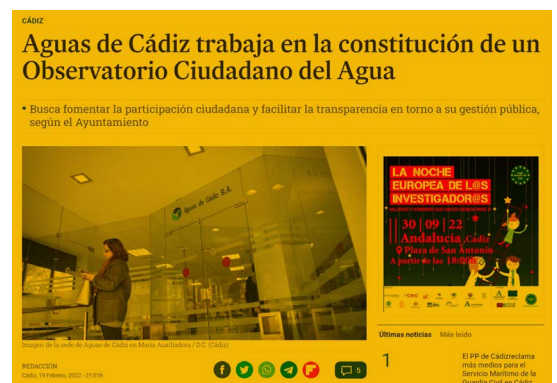 CÁDIZ
Aguas de Cádiz trabaja en la constitución de un
Observatorio Ciudadano del Agua
• Busca fomentar la participación ciudadana y facilitar la transparencia en torno a su gestión pública,
según el Ayuntamiento
Aguas de Cádiz S.A.
Imagen de la sede de Aguas de Cádiz en María Auxiliadora / D.C. (Cádiz)
REDACCIÓN
Cádiz, 19 Febrero, 2022 - 21:01h
5
LA NOCHE
EUROPEA DE L@S
INVESTIGADOR@S
30 | 09 | 22
Andalucía, Cádiz
Plaza de San Antonio
A partir de las 18:00h
Últimas noticias Más leído
1
El PP de Cádizreclama
más medios para el
Servicio Marítimo de la
Guardia Civil en Cádiz